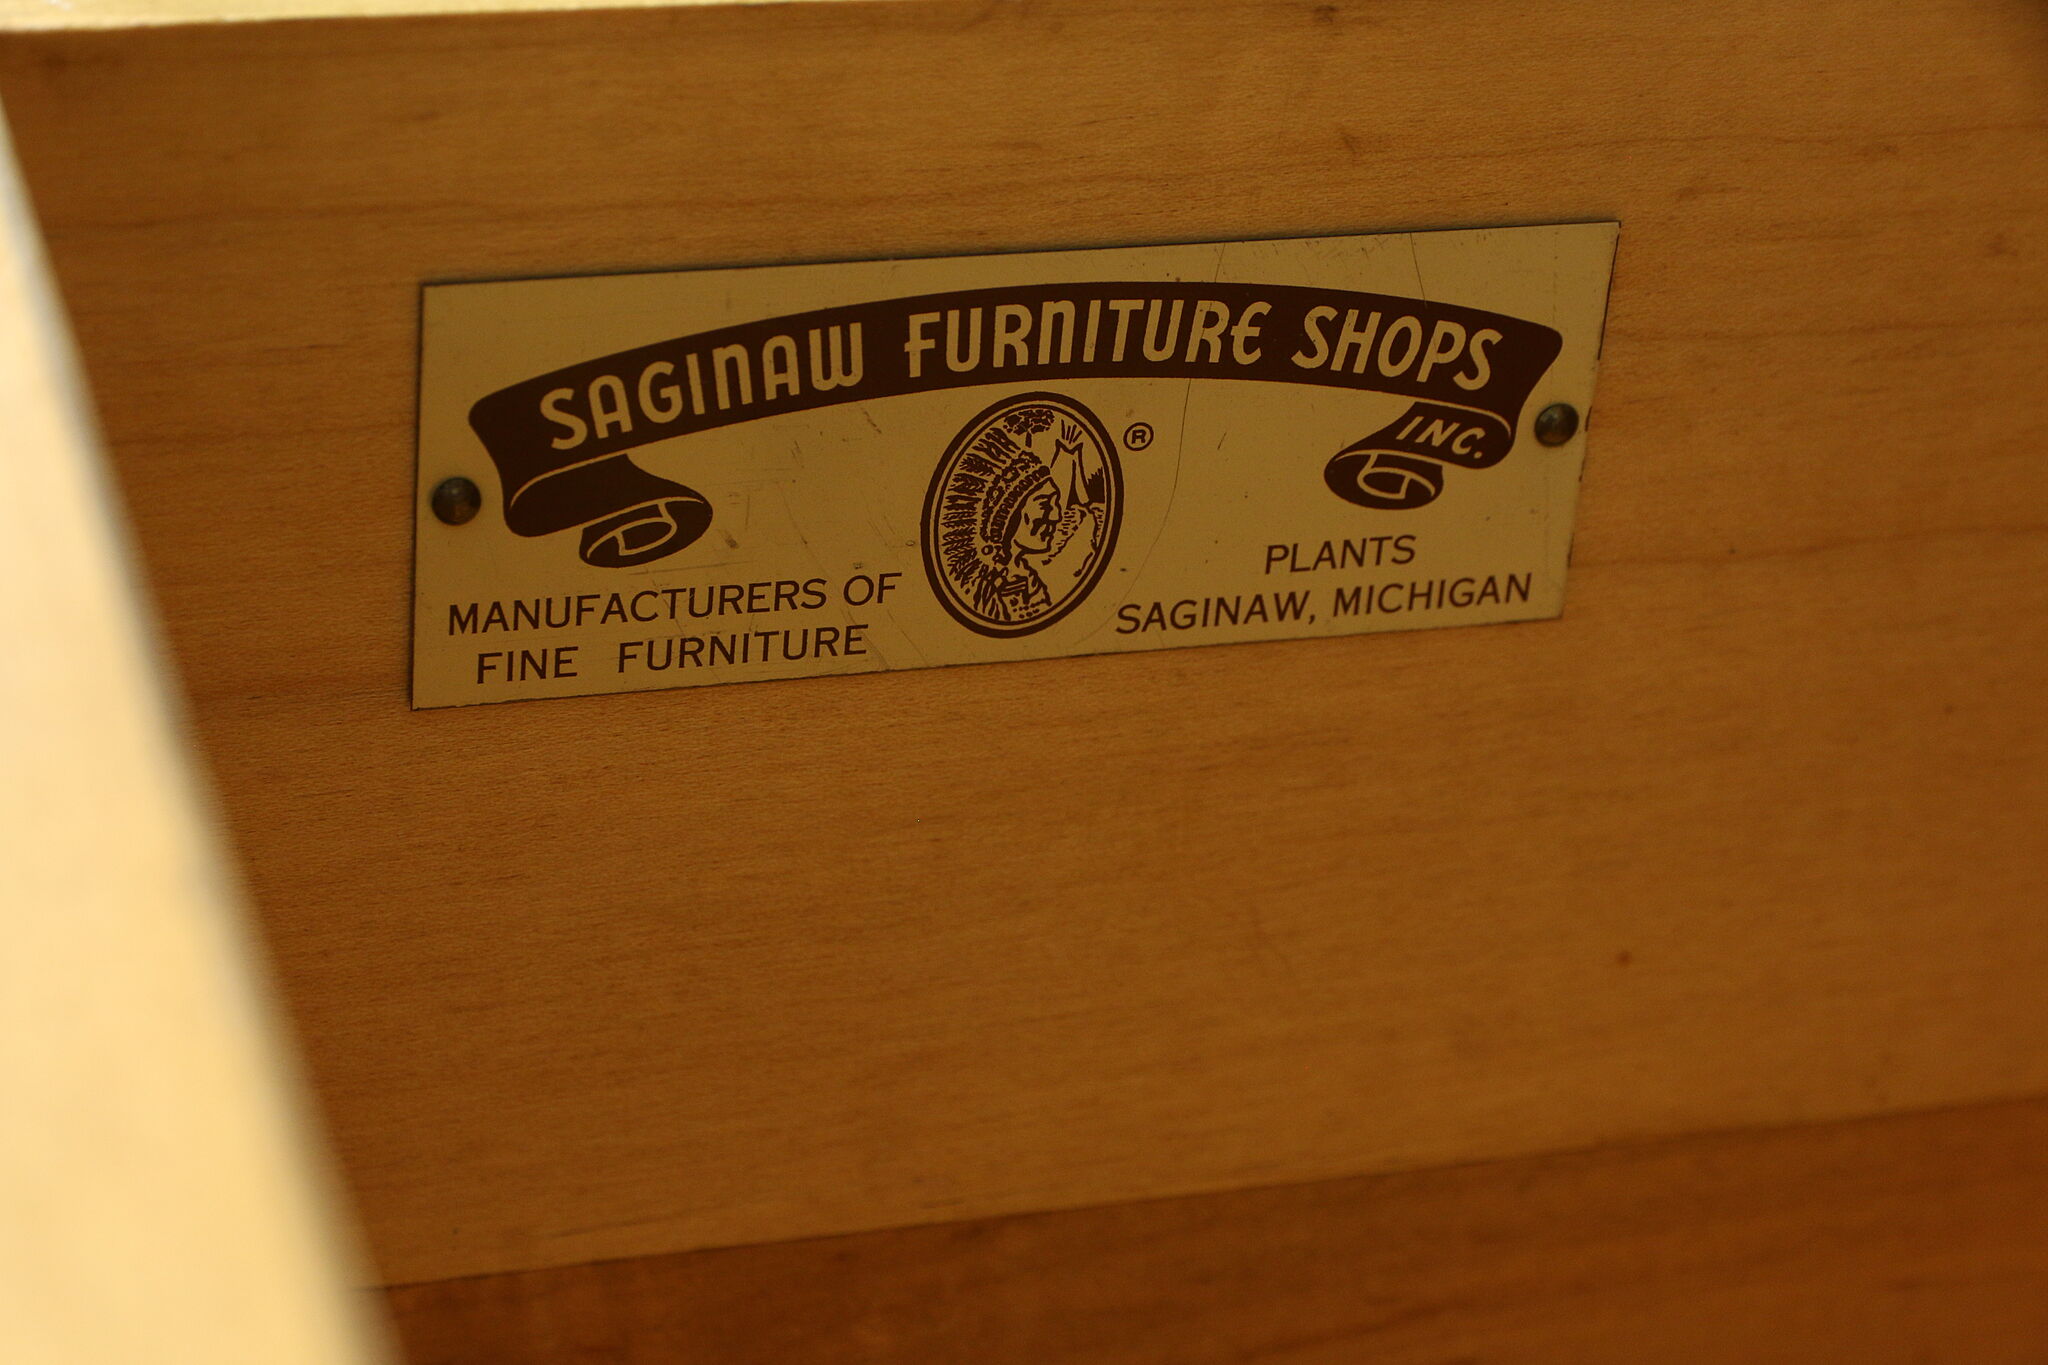 SAGINAW FURNITURE SHOPS
INC.
®
MANUFACTURERS OF
FINE FURNITURE
PLANTS
SAGINAW, MICHIGAN